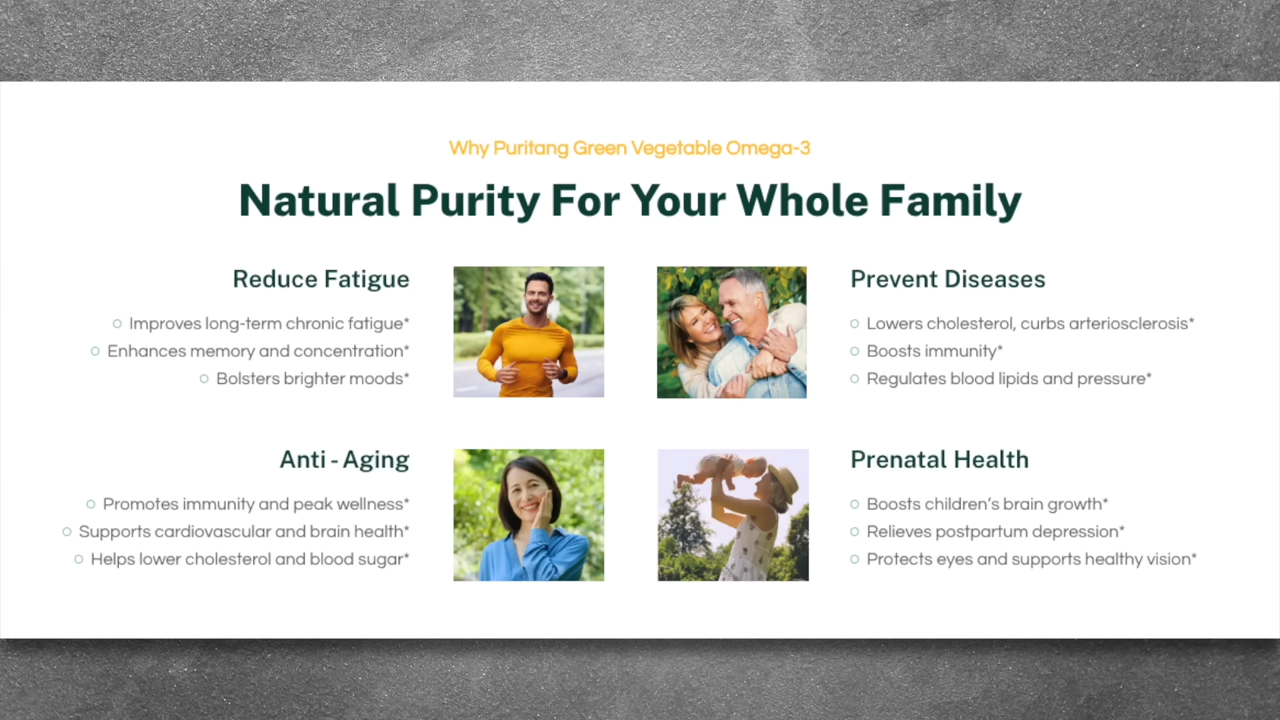 Why Puritang Green Vegetable Omega-3
Natural Purity For Your Whole Family
Reduce Fatigue
Improves long-term chronic fatigue*
Enhances memory and concentration*
Bolsters brighter moods*
Prevent Diseases
Lowers cholesterol, curbs arteriosclerosis*
Boosts immunity*
Regulates blood lipids and pressure*
Anti - Aging
Promotes immunity and peak wellness*
Supports cardiovascular and brain health*
Helps lower cholesterol and blood sugar*
Prenatal Health
Boosts children's brain growth*
Relieves postpartum depression*
Protects eyes and supports healthy vision*